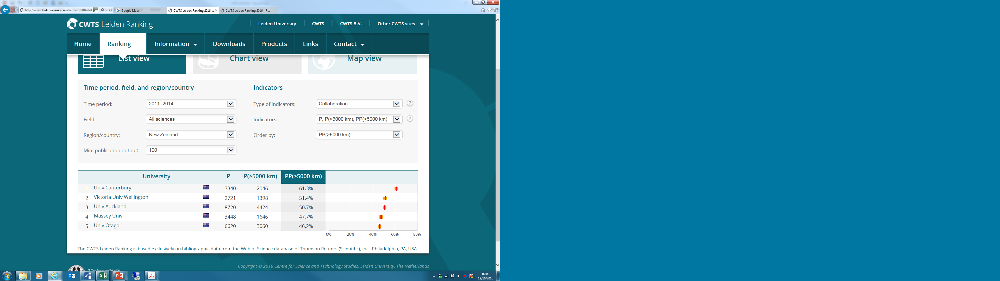 http://www.leidenranking.com/ranking/2016/list
Google Maps
CWTS Leiden Ranking 2016 ...
CWTS Leiden Ranking 2016 - R...
CWTS Leiden Ranking
Leiden University
CWTS
CWTS B.V.
Other CWTS sites
Home
Ranking
Information
Downloads
Products
Links
Contact
List view
Chart view
Map view
Time period, field, and region/country
Indicators
Time period: 2011–2014
Type of indicators: Collaboration ?
Field: All sciences
Indicators: P, P(>5000 km), PP(>5000 km) ?
Region/country: New Zealand
Order by: PP(>5000 km)
Min. publication output: 100
University P P(>5000 km) PP(>5000 km)
1 Univ Canterbury 3340 2046 61.3%
2 Victoria Univ Wellington 2721 1398 51.4%
3 Univ Auckland 8720 4424 50.7%
4 Massey Univ 3448 1646 47.7%
5 Univ Otago 6620 3060 46.2%
0% 20% 40% 60% 80%
The CWTS Leiden Ranking is based exclusively on bibliographic data from the Web of Science database of Thomson Reuters (Scientific), Inc., Philadelphia, PA, USA.
Copyright © 2016 Centre for Science and Technology Studies, Leiden University, The Netherlands
02:03
19/10/2016